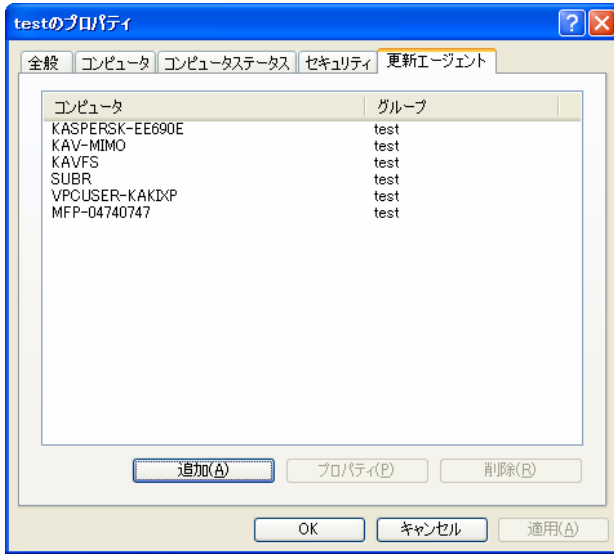 testのプロパティ
全般 コンピュータ コンピュータステータス セキュリティ 更新エージェント
コンピュータ グループ
KASPERSK-EE690E test
KAV-MIMO test
KAVFS test
SUBR test
VPCUSER-KAKIXP test
MFP-04740747 test
追加(A) プロパティ(P) 削除(R)
OK キャンセル 適用(A)